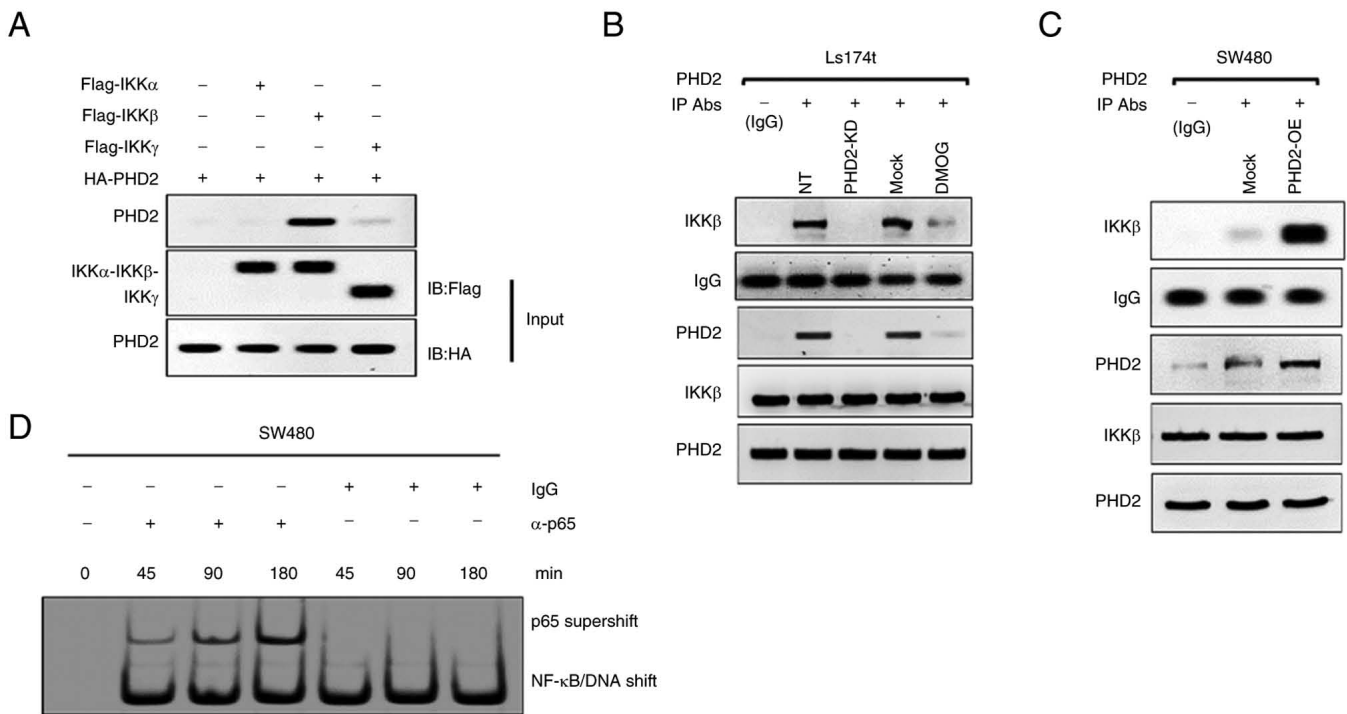 A
Flag-IKKα – + – –
Flag-IKKβ – – + –
Flag-IKKγ – – – +
HA-PHD2 + + + +
PHD2
IKKα-IKKβ-
IKKγ
IB:Flag
PHD2
IB:HA
Input
B
Ls174t
PHD2
IP Abs – + + + +
(IgG)
NT
PHD2-KD
Mock
DMOG
IKKβ
IgG
PHD2
IKKβ
PHD2
C
SW480
PHD2
IP Abs – + +
(IgG)
Mock
PHD2-OE
IKKβ
IgG
PHD2
IKKβ
PHD2
D
SW480
– – – – + + + IgG
– + + + – – – α-p65
0 45 90 180 45 90 180 min
p65 supershift
NF-κB/DNA shift